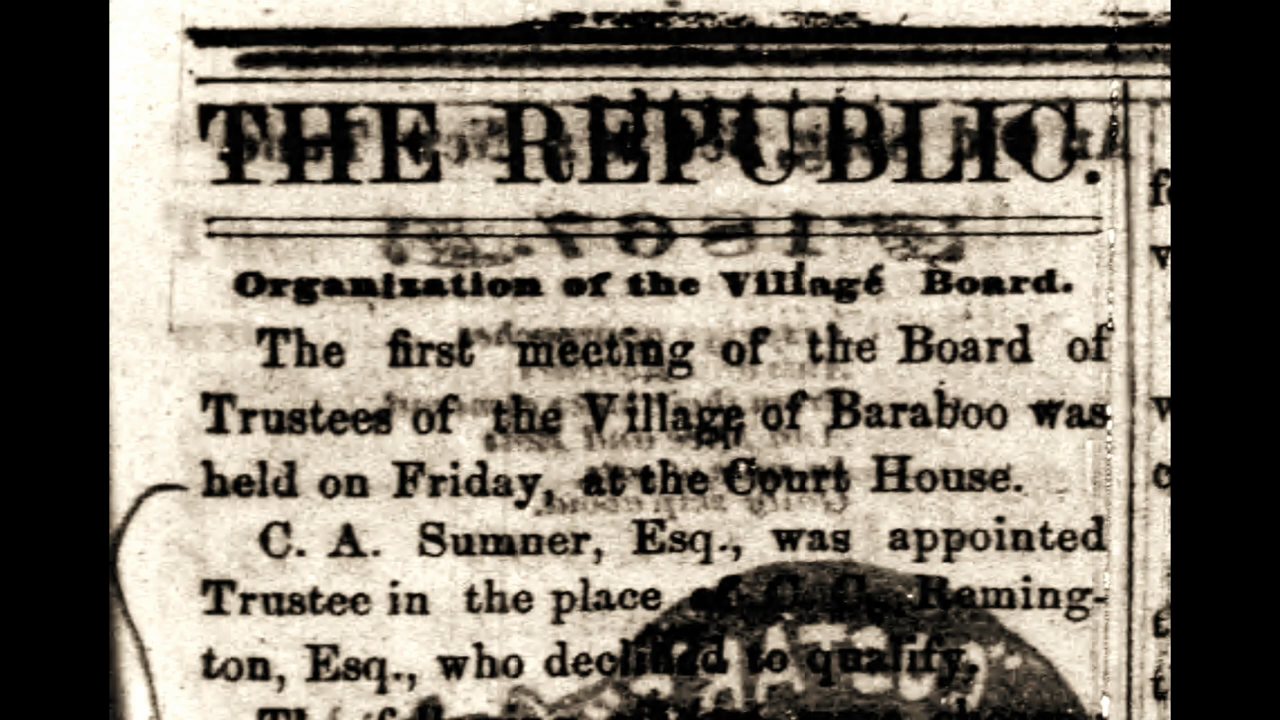 THE REPUBLIC.
Organization of the Village Board.
The first meeting of the Board of
Trustees of the Village of Baraboo was
held on Friday, at the Court House.
C. A. Sumner, Esq., was appointed
Trustee in the place of C. C. Reming-
ton, Esq., who declined to qualify.